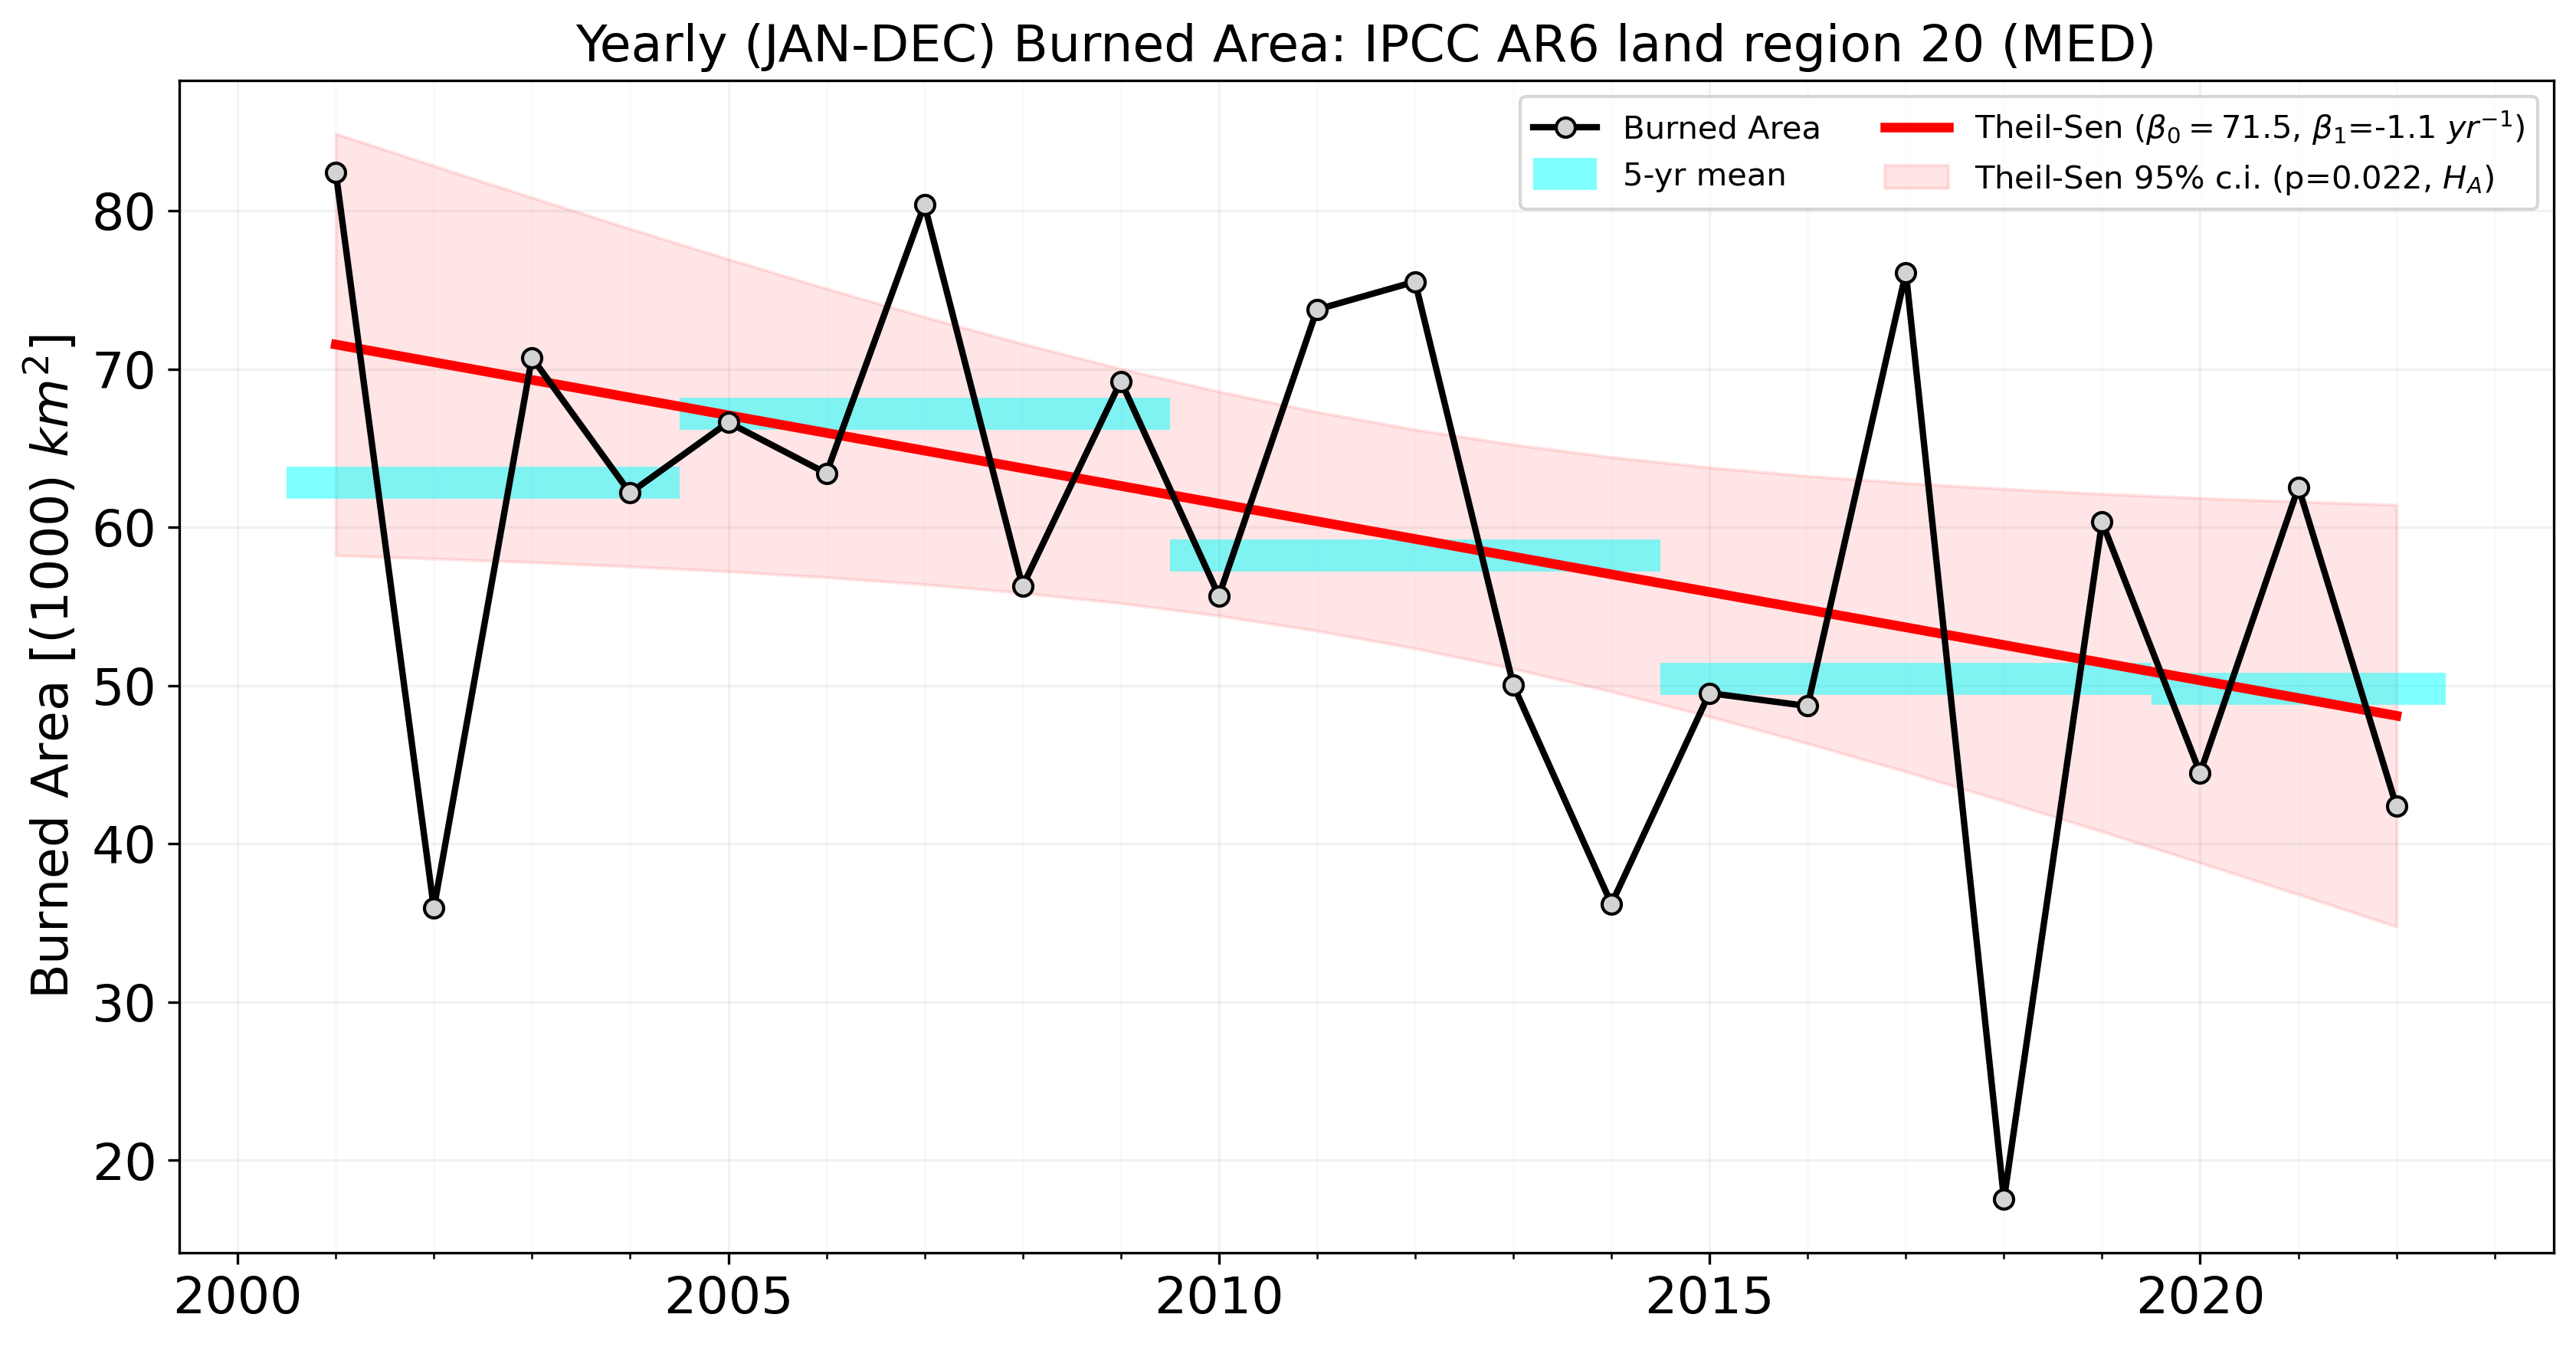 Yearly (JAN-DEC) Burned Area: IPCC AR6 land region 20 (MED)
Burned Area
5-yr mean
Theil-Sen (β₀ = 71.5, β₁=-1.1 yr⁻¹)
Theil-Sen 95% c.i. (p=0.022, H_A)
Burned Area [(1000) km²]
80
70
60
50
40
30
20
2000 2005 2010 2015 2020